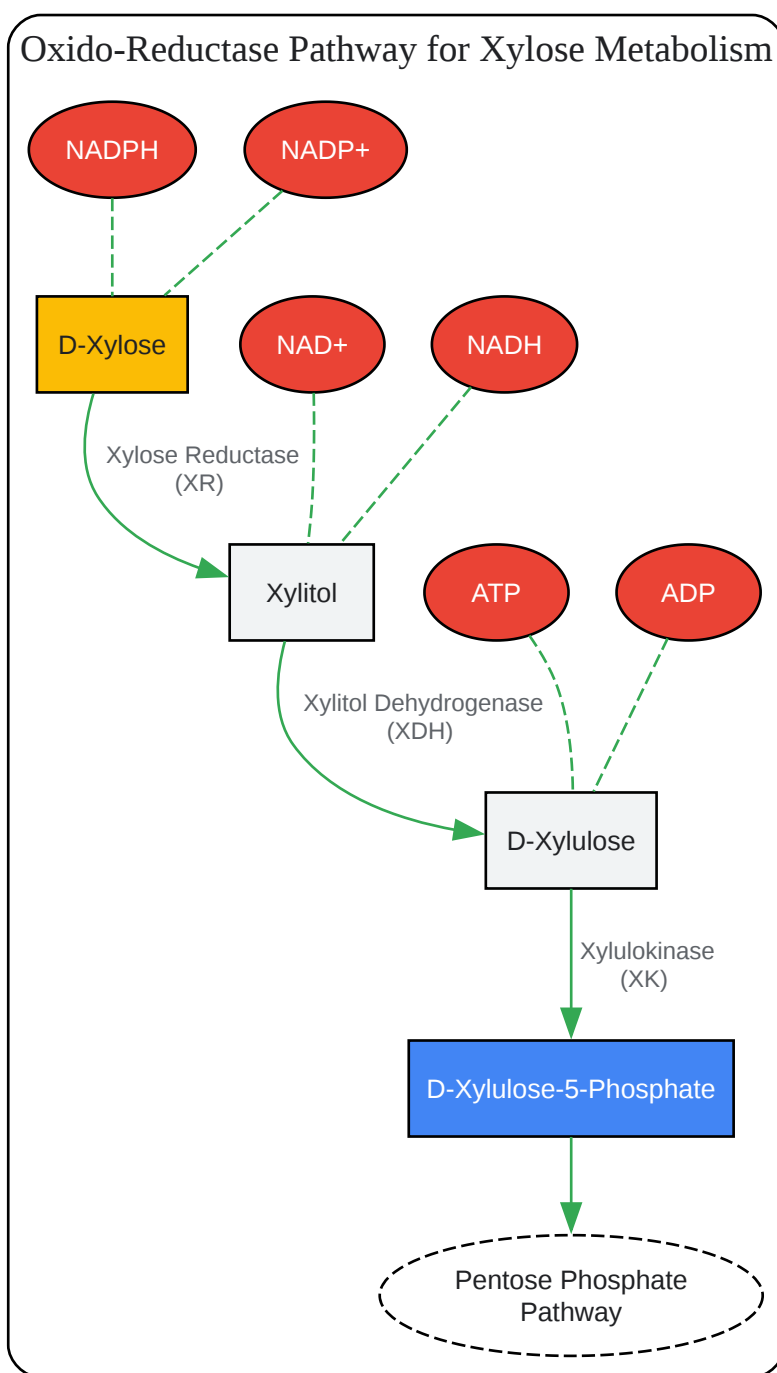 Oxido-Reductase Pathway for Xylose Metabolism
NADPH
NADP+
D-Xylose
NAD+
NADH
Xylose Reductase
(XR)
Xylitol
ATP
ADP
Xylitol Dehydrogenase
(XDH)
D-Xylulose
Xylulokinase
(XK)
D-Xylulose-5-Phosphate
Pentose Phosphate
Pathway